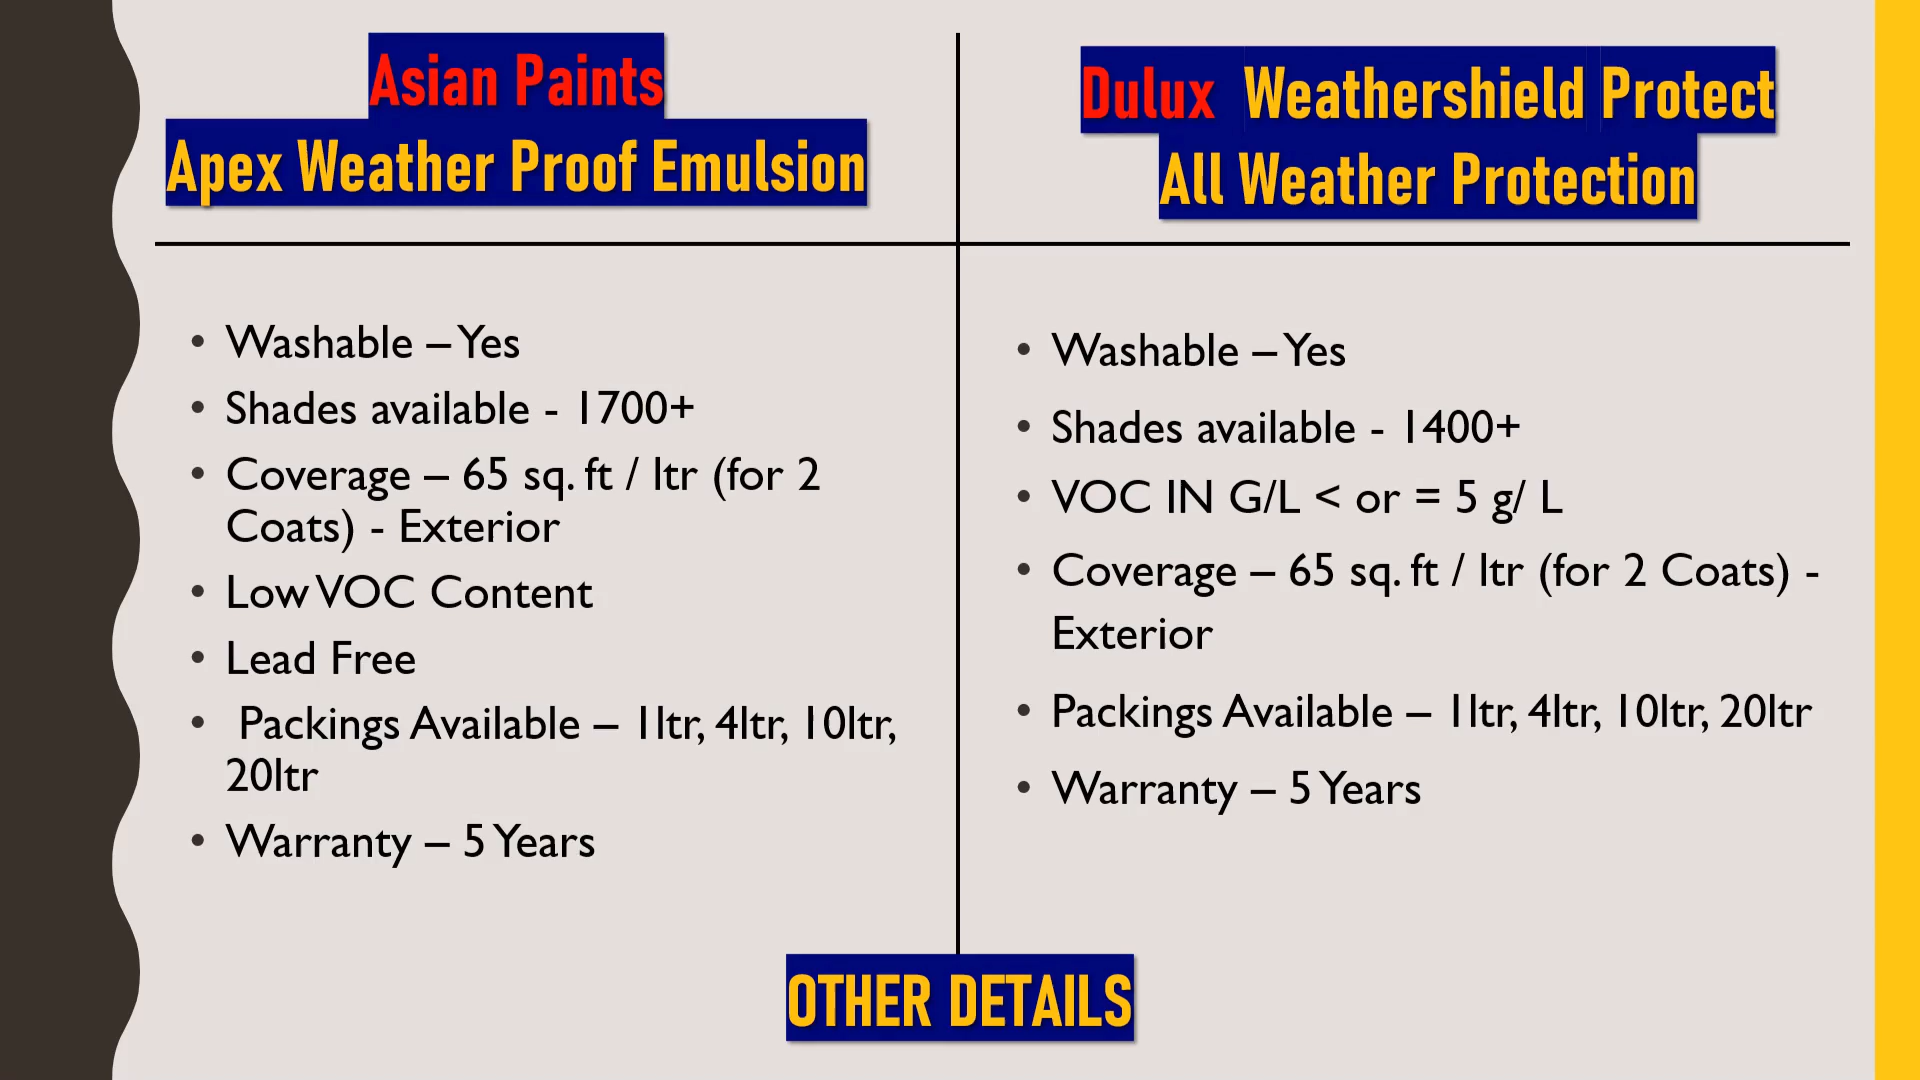 Asian Paints
Apex Weather Proof Emulsion
• Washable – Yes
• Shades available - 1700+
• Coverage – 65 sq. ft / ltr (for 2
Coats) - Exterior
• Low VOC Content
• Lead Free
• Packings Available – 1ltr, 4ltr, 10ltr,
20ltr
• Warranty – 5 Years
Dulux Weathershield Protect
All Weather Protection
• Washable – Yes
• Shades available - 1400+
• VOC IN G/L < or = 5 g/ L
• Coverage – 65 sq. ft / ltr (for 2 Coats) -
Exterior
• Packings Available – 1ltr, 4ltr, 10ltr, 20ltr
• Warranty – 5 Years
OTHER DETAILS